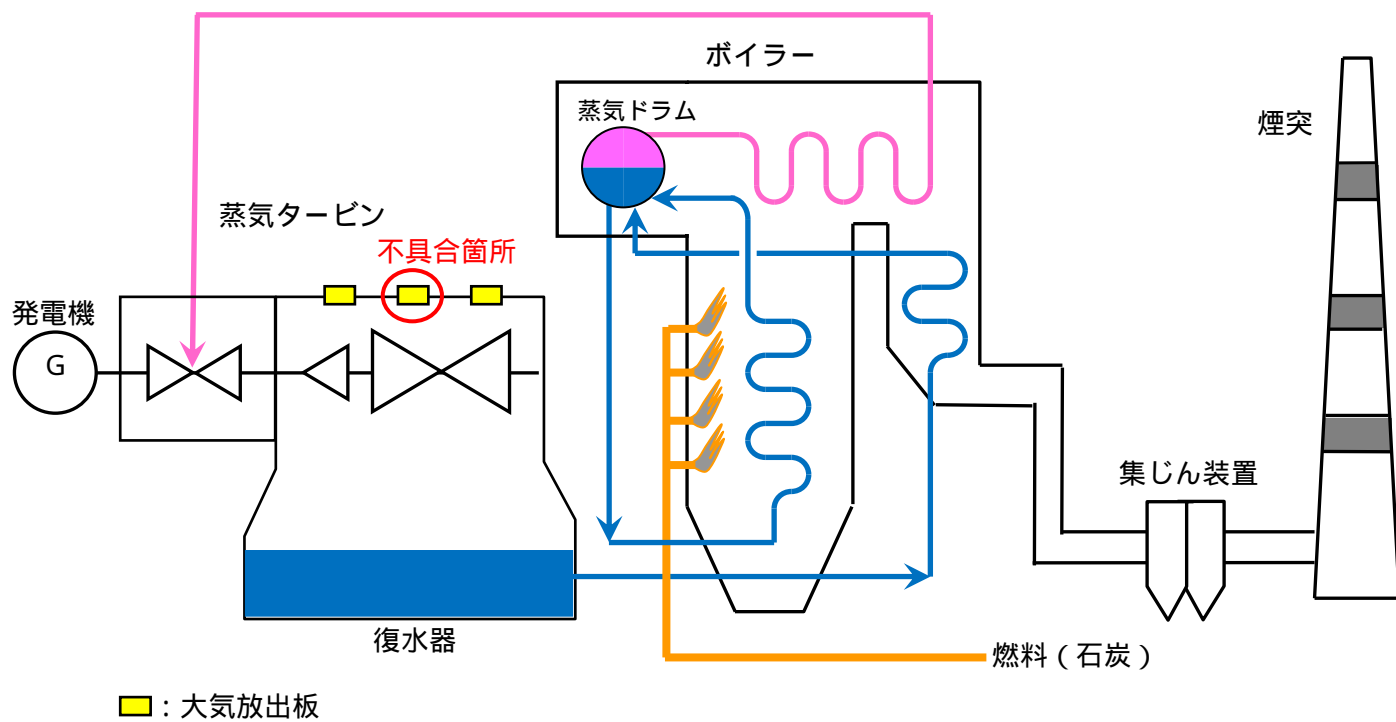 ボイラー
蒸気ドラム
煙突
蒸気タービン
不具合箇所
発電機
G
集じん装置
復水器
燃料(石炭)
:大気放出板